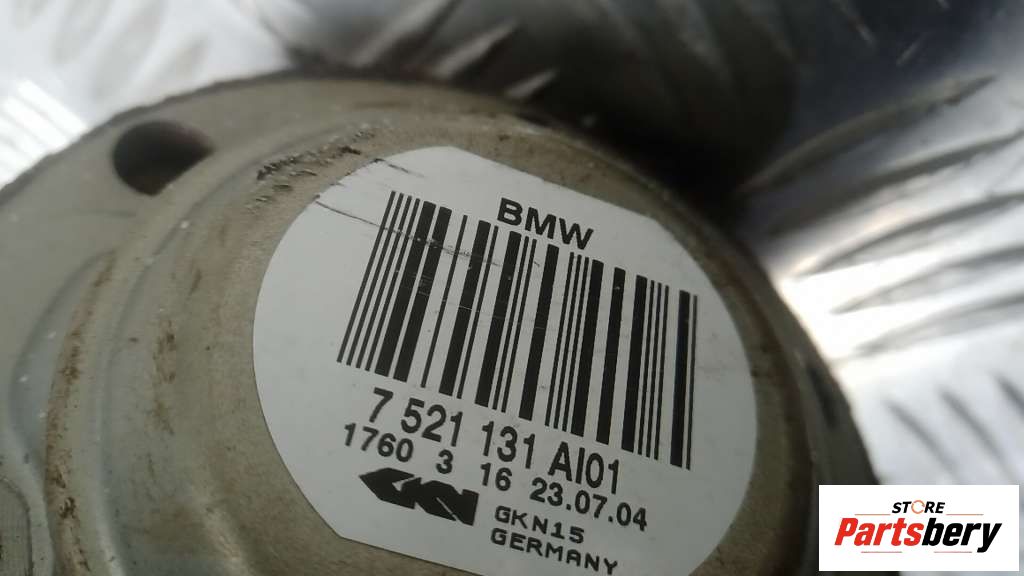 BMW
7 521 131 AI01
1760 3 16 23.07.04
GKN
GKN15
GERMANY
STORE
Partsbery